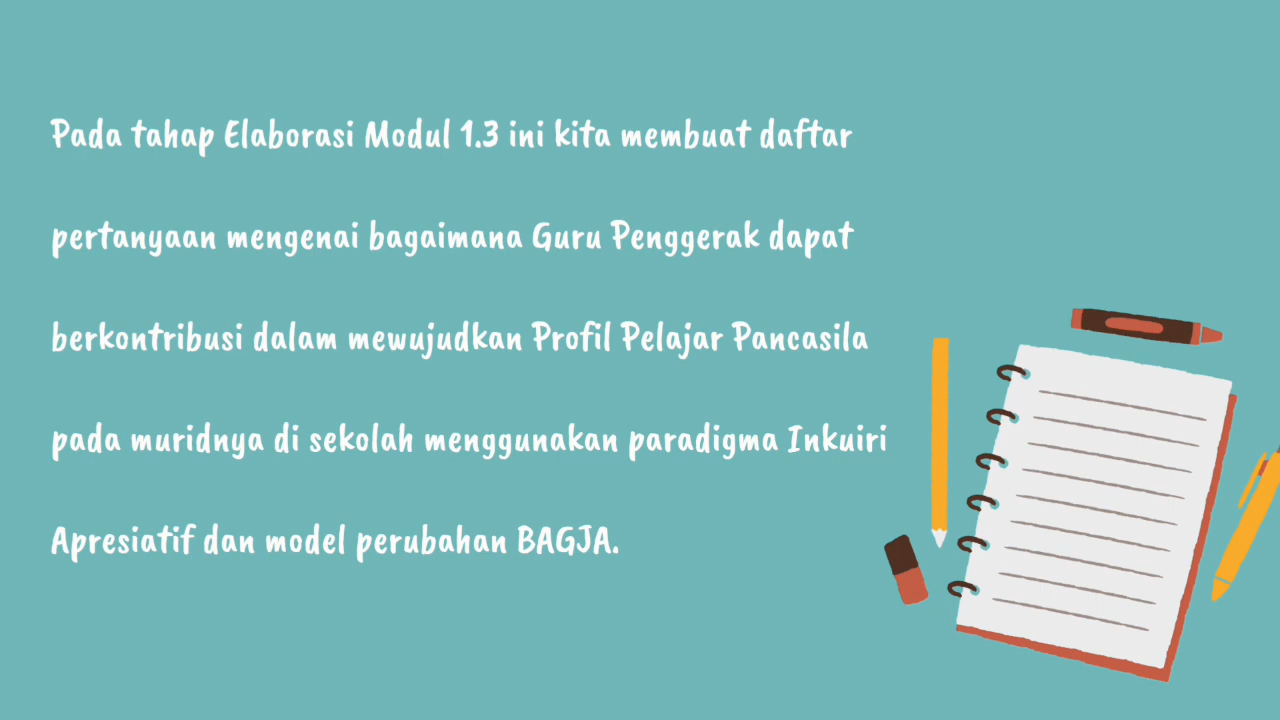 Pada tahap Elaborasi Modul 1.3 ini kita membuat daftar
pertanyaan mengenai bagaimana Guru Penggerak dapat
berkontribusi dalam mewujudkan Profil Pelajar Pancasila
pada muridnya di sekolah menggunakan paradigma Inkuiri
Apresiatif dan model perubahan BAGJA.